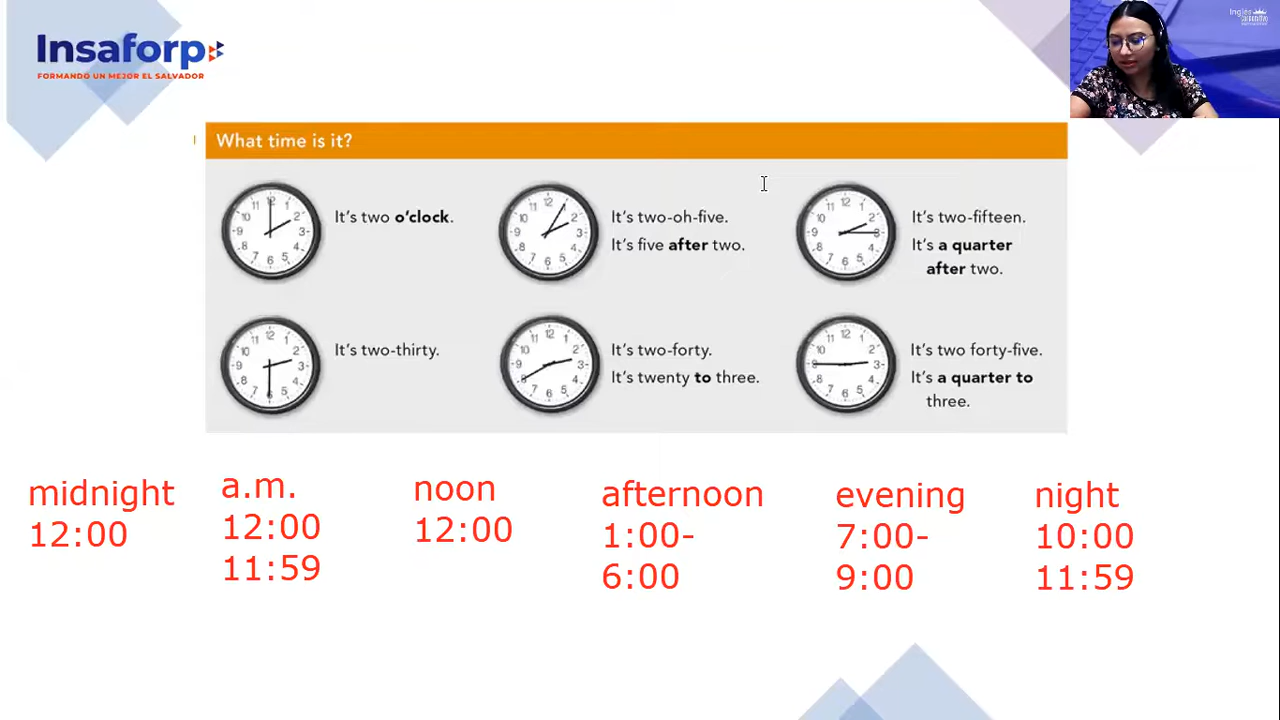 Insaforp
FORMANDO UN MEJOR EL SALVADOR
Inglés
What time is it?
It's two o'clock.
It's two-oh-five.
It's five after two.
It's two-fifteen.
It's a quarter
after two.
It's two-thirty.
It's two-forty.
It's twenty to three.
It's two forty-five.
It's a quarter to
three.
midnight
12:00
a.m.
12:00
11:59
noon
12:00
afternoon
1:00-
6:00
evening
7:00-
9:00
night
10:00
11:59